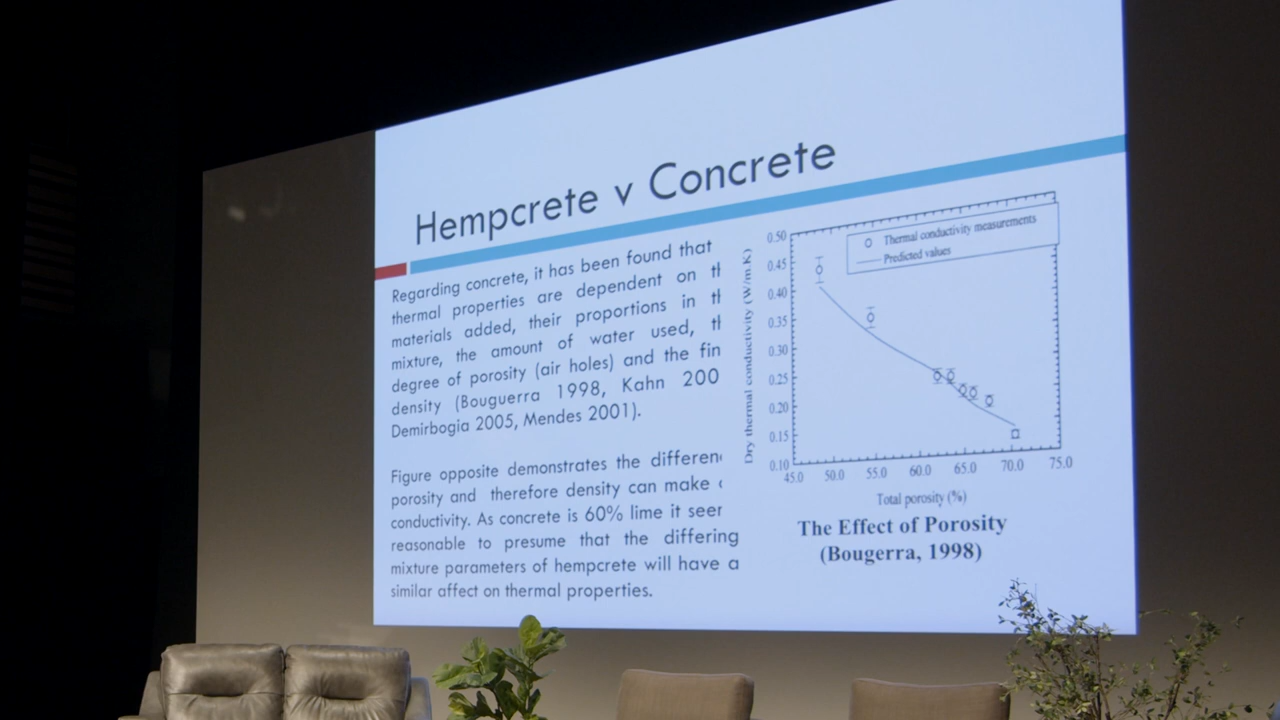 Hempcrete v Concrete
Regarding concrete, it has been found that
thermal properties are dependent on th
materials added, their proportions in th
mixture, the amount of water used, th
degree of porosity (air holes) and the fin
density (Bouguerra 1998, Kahn 200
Demirbogia 2005, Mendes 2001).
Figure opposite demonstrates the differenc
porosity and therefore density can make
conductivity. As concrete is 60% lime it seer
reasonable to presume that the differing
mixture parameters of hempcrete will have a
similar affect on thermal properties.
Thermal conductivity measurements
Predicted values
Dry thermal conductivity (W/m.K)
0.50
0.45
0.40
0.35
0.30
0.25
0.20
0.15
0.10
45.0 50.0 55.0 60.0 65.0 70.0 75.0
Total porosity (%)
The Effect of Porosity
(Bougerra, 1998)